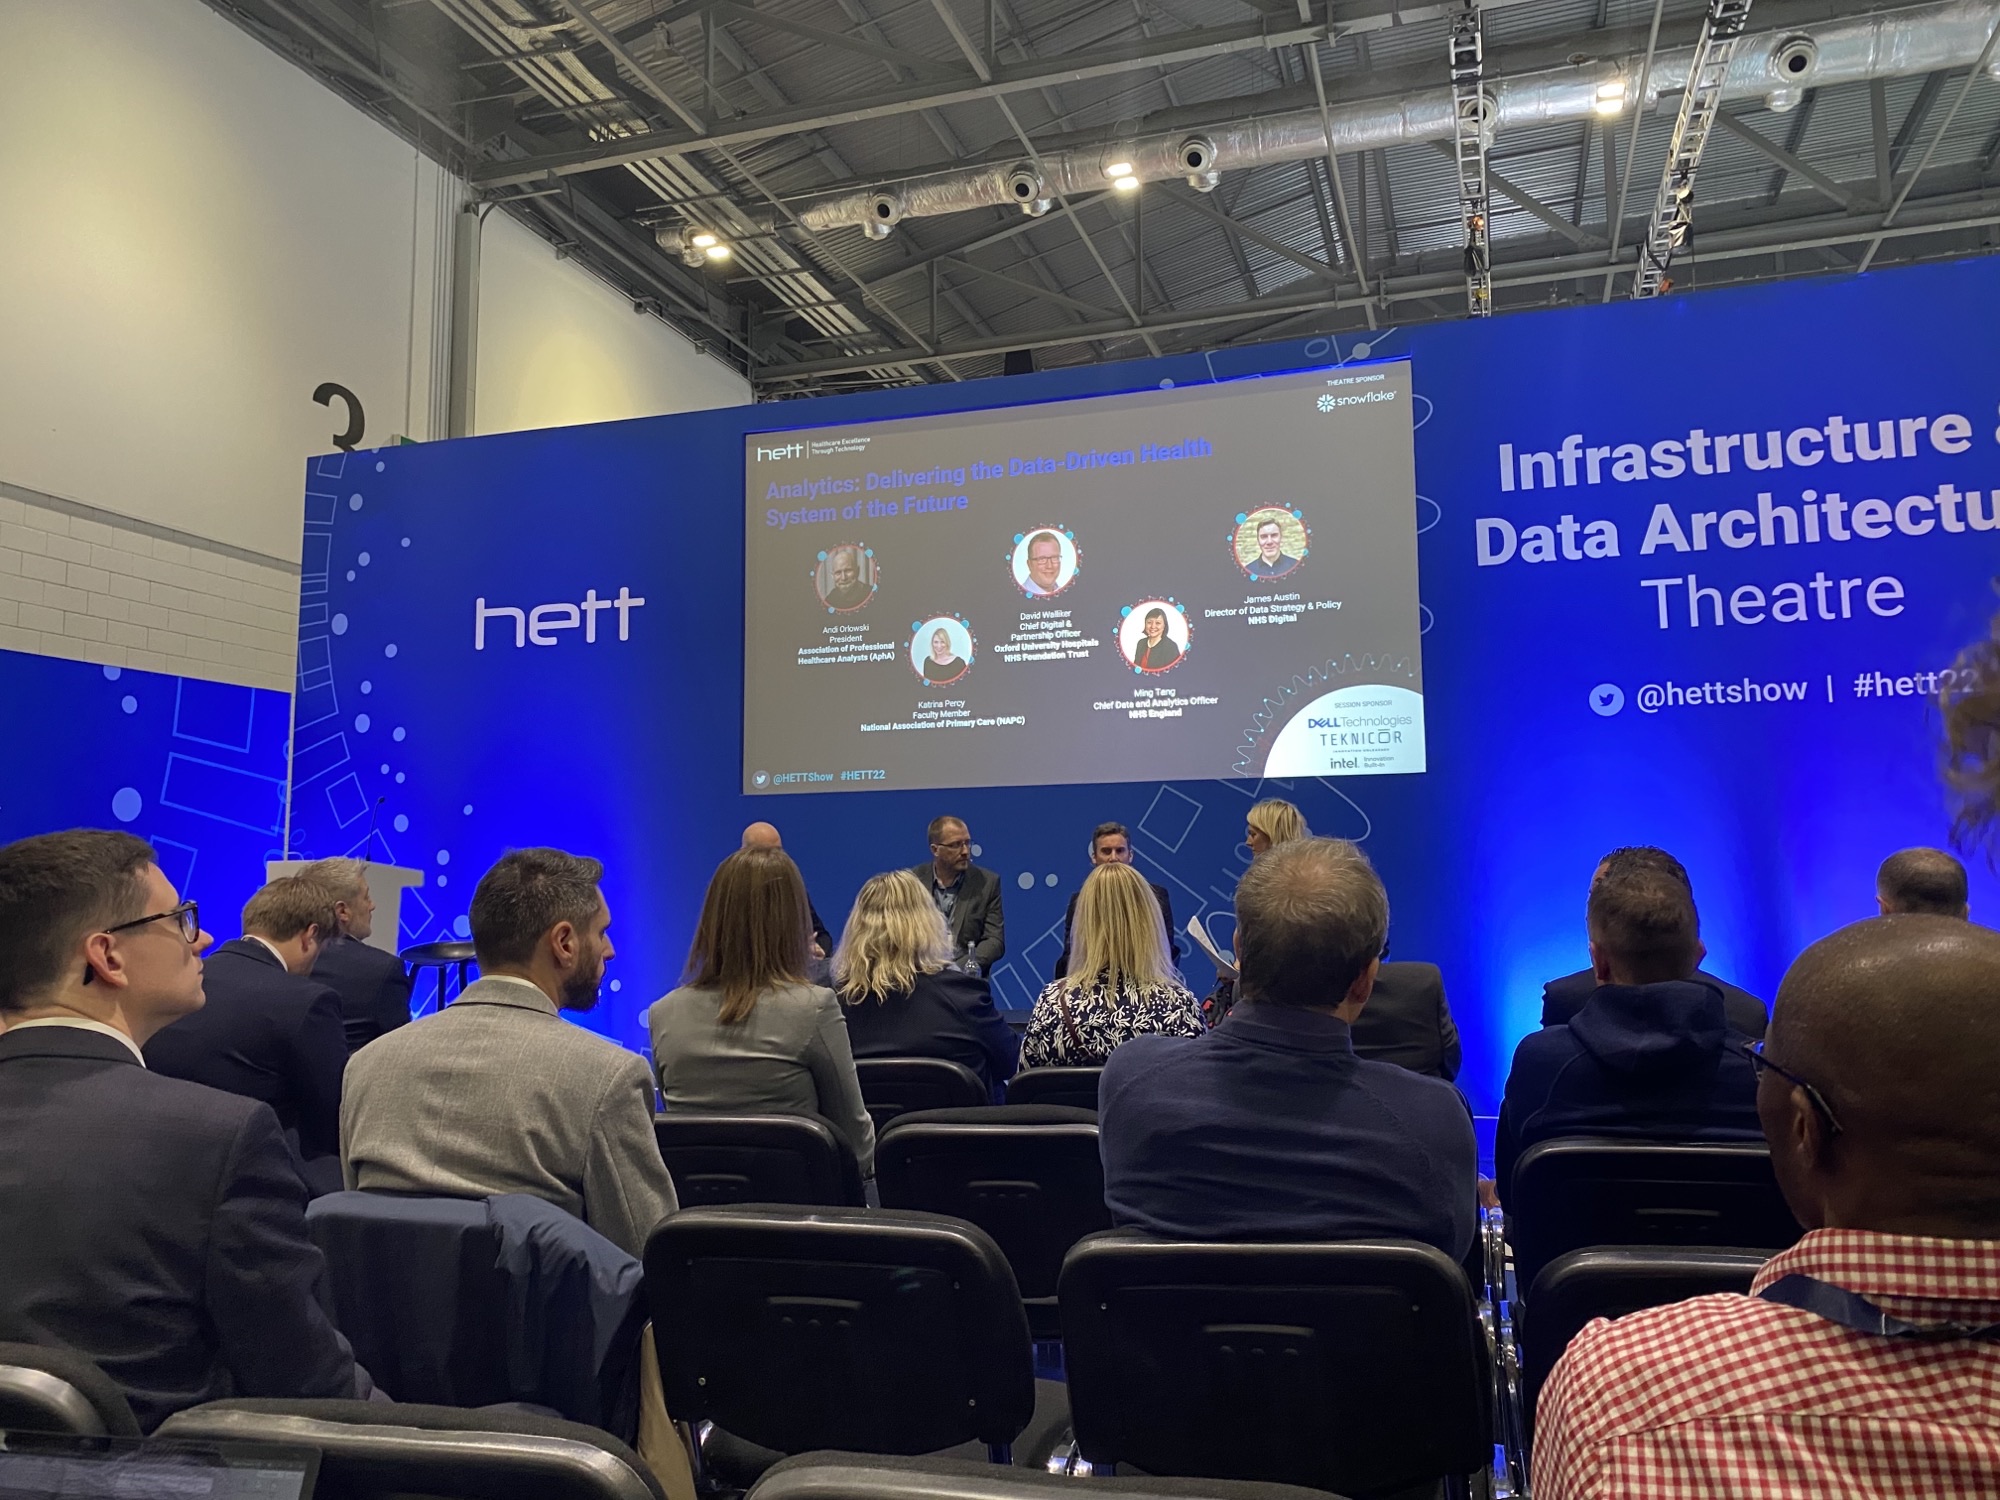 3
hett
hett
Healthcare Excellence
Through Technology
THEATRE SPONSOR
snowflake
Analytics: Delivering the Data-Driven Health
System of the Future
Andi Orlowski
President
Association of Professional
Healthcare Analysts (AphA)
Katrina Percy
Faculty Member
National Association of Primary Care (NAPC)
David Walliker
Chief Digital &
Partnership Officer
Oxford University Hospitals
NHS Foundation Trust
Ming Tang
Chief Data and Analytics Officer
NHS England
James Austin
Director of Data Strategy & Policy
NHS Digital
SESSION SPONSOR
DELL Technologies
TEKNICOR
intel. Innovation
Built-In
@HETTShow #HETT22
Infrastructure &
Data Architectu
Theatre
@hettshow | #hett22